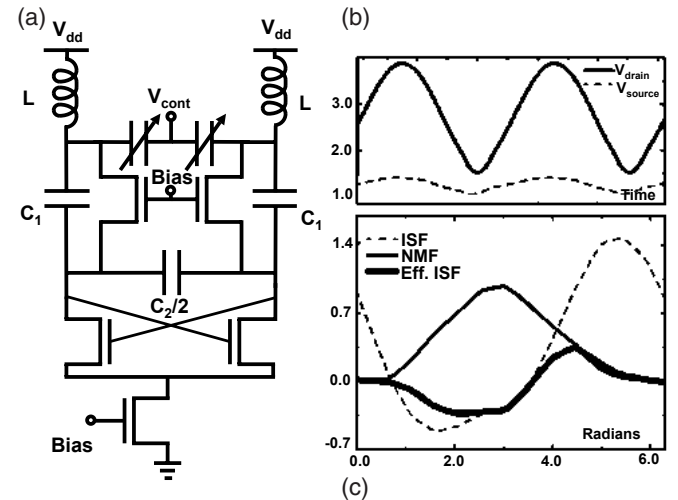 (a)
(b)
V_dd
V_dd
L
L
V_cont
Bias
C_1
C_1
C_2/2
Bias
V_drain
V_source
3.0
2.0
1.0
Time
ISF
NMF
Eff. ISF
1.4
0.7
0.0
-0.7
Radians
0.0 2.0 4.0 6.0
(c)